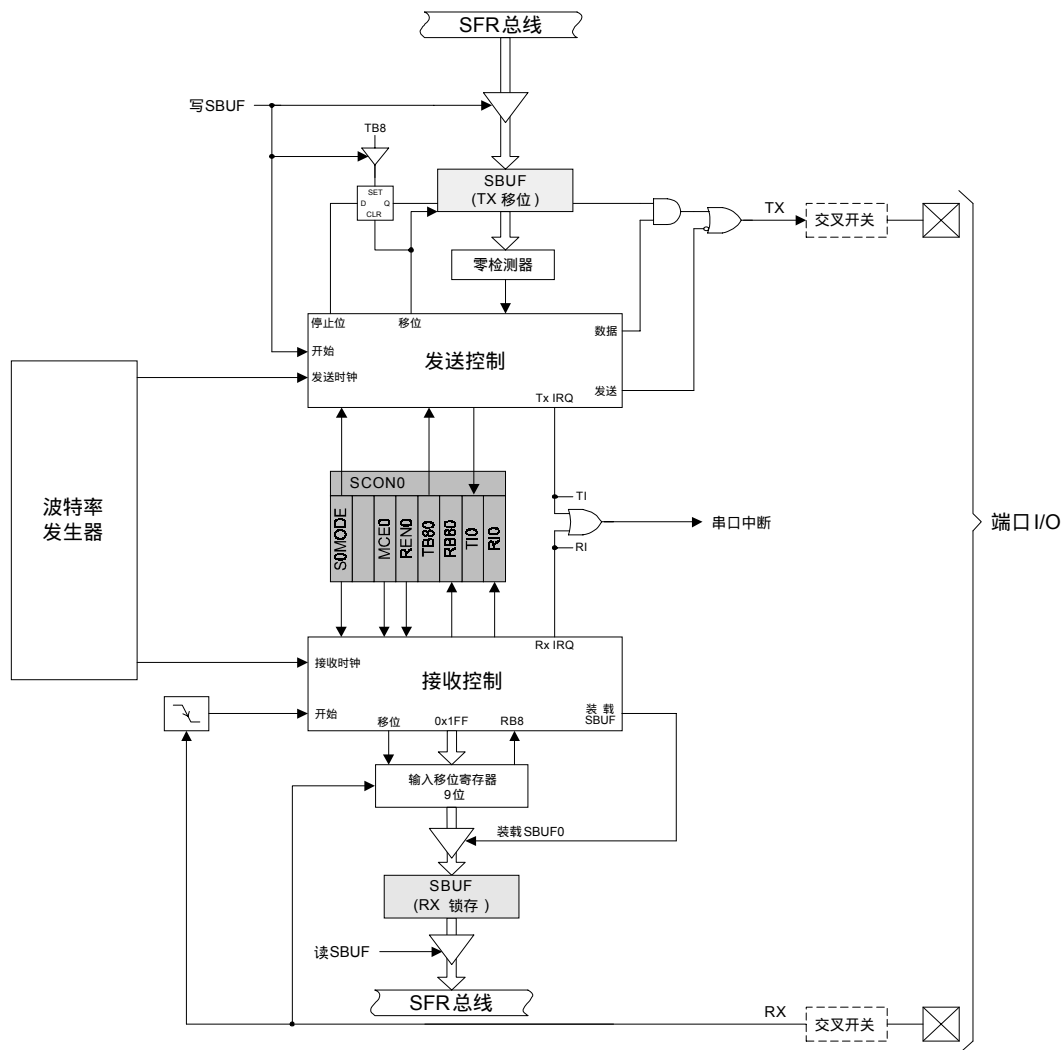 SFR总线
写SBUF
TB8
SET
D Q
CLR
SBUF
(TX 移位)
TX
交叉开关
零检测器
停止位
移位
数据
开始
发送控制
发送时钟
发送
Tx IRQ
波特率
发生器
SCON0
S0MODE
MCE0
REN0
TB80
RB80
TI0
RI0
TI
串口中断
RI
端口I/O
Rx IRQ
接收时钟
接收控制
开始
装载
SBUF
移位
0x1FF
RB8
输入移位寄存器
9位
装载SBUF0
SBUF
(RX 锁存)
读SBUF
SFR总线
RX
交叉开关